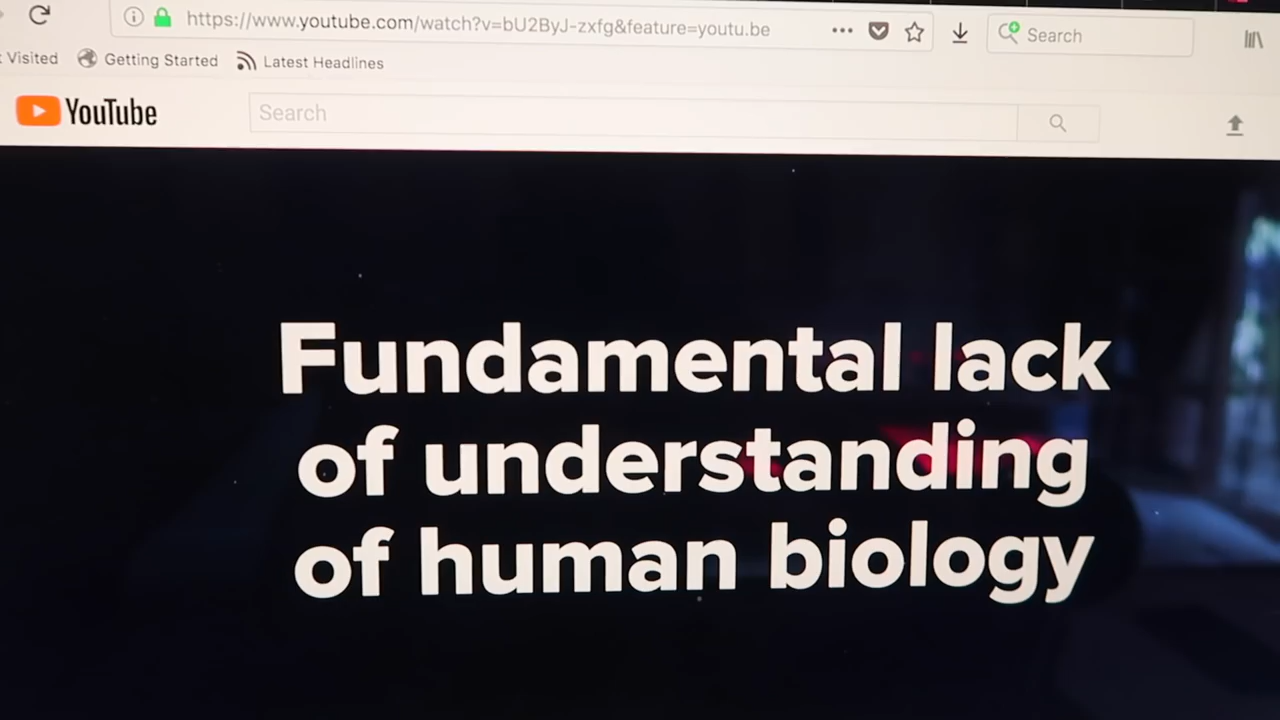 https://www.youtube.com/watch?v=bU2ByJ-zxfg&feature=youtu.be
Search
Visited Getting Started Latest Headlines
YouTube Search
Fundamental lack
of understanding
of human biology